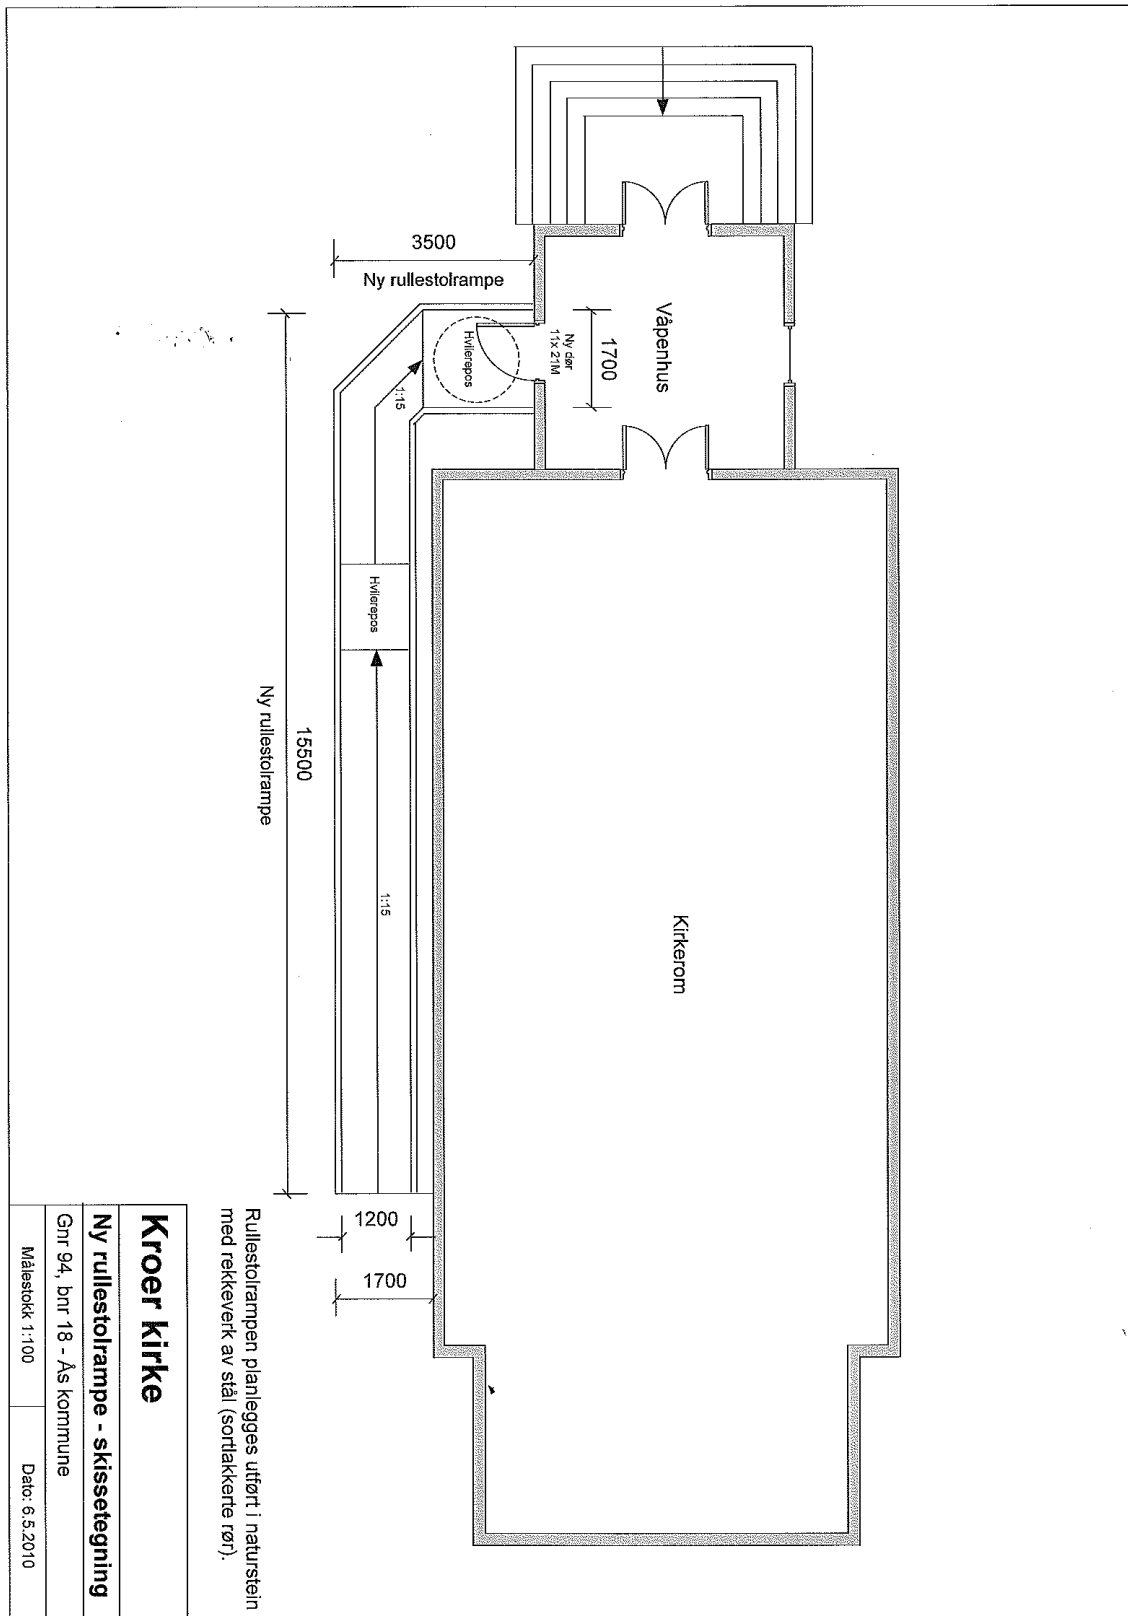 3500
Ny rullestolrampe
Våpenhus
1700
Ny dør
11x 21M
Hvilerepos
1:15
Hvilerepos
15500
Ny rullestolrampe
1:15
Kirkerom
1200
1700
Rullestolrampen planlegges utført i naturstein
med rekkeverk av stål (sortlakkerte rør).
Kroer kirke
Ny rullestolrampe - skissetegning
Gnr 94, bnr 18 - Ås kommune
Målestokk 1:100
Dato: 6.5.2010